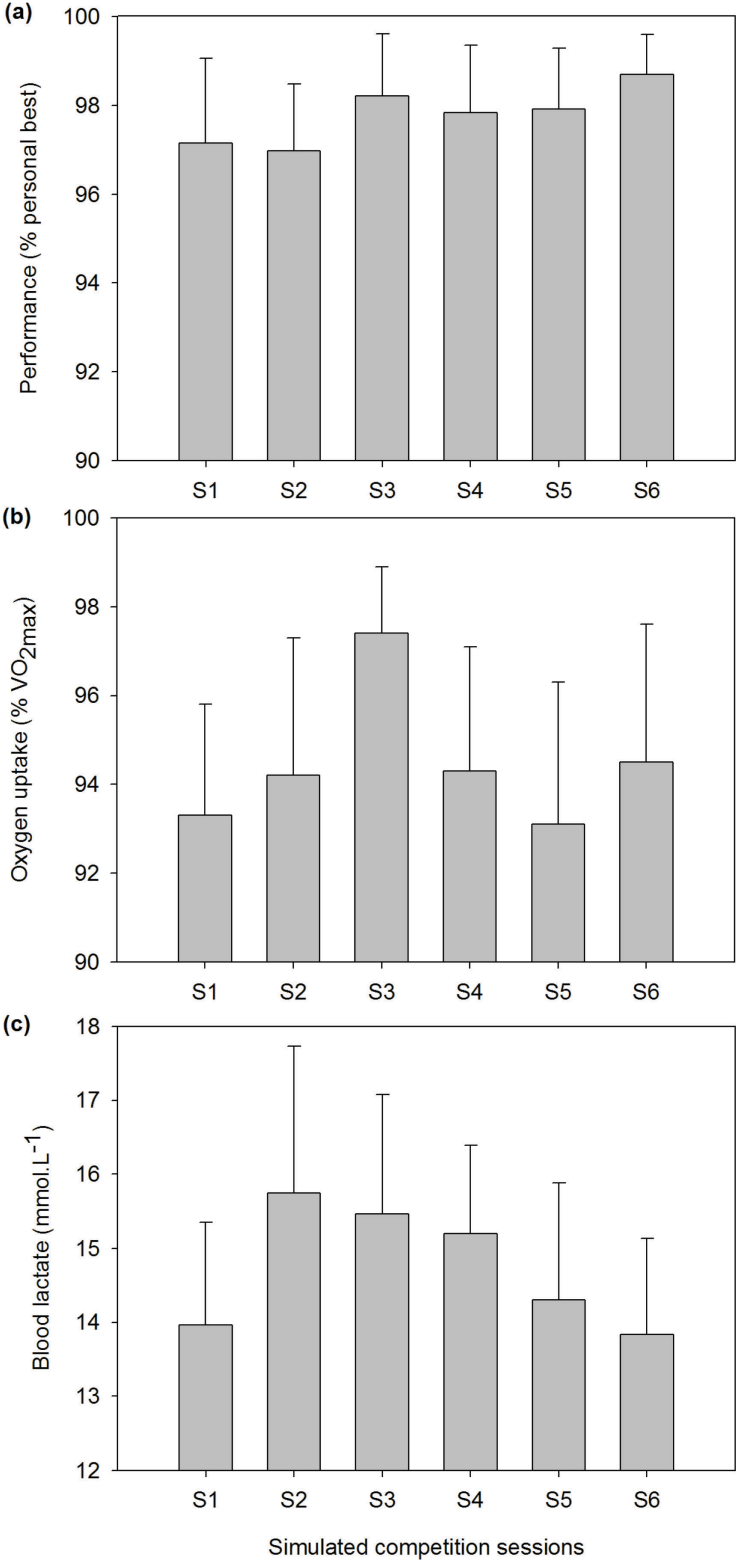 (a)
Performance (% personal best)
100
98
96
94
92
90
S1 S2 S3 S4 S5 S6
(b)
Oxygen uptake (% VO2max)
100
98
96
94
92
90
S1 S2 S3 S4 S5 S6
(c)
Blood lactate (mmol.L-1)
18
17
16
15
14
13
12
S1 S2 S3 S4 S5 S6
Simulated competition sessions